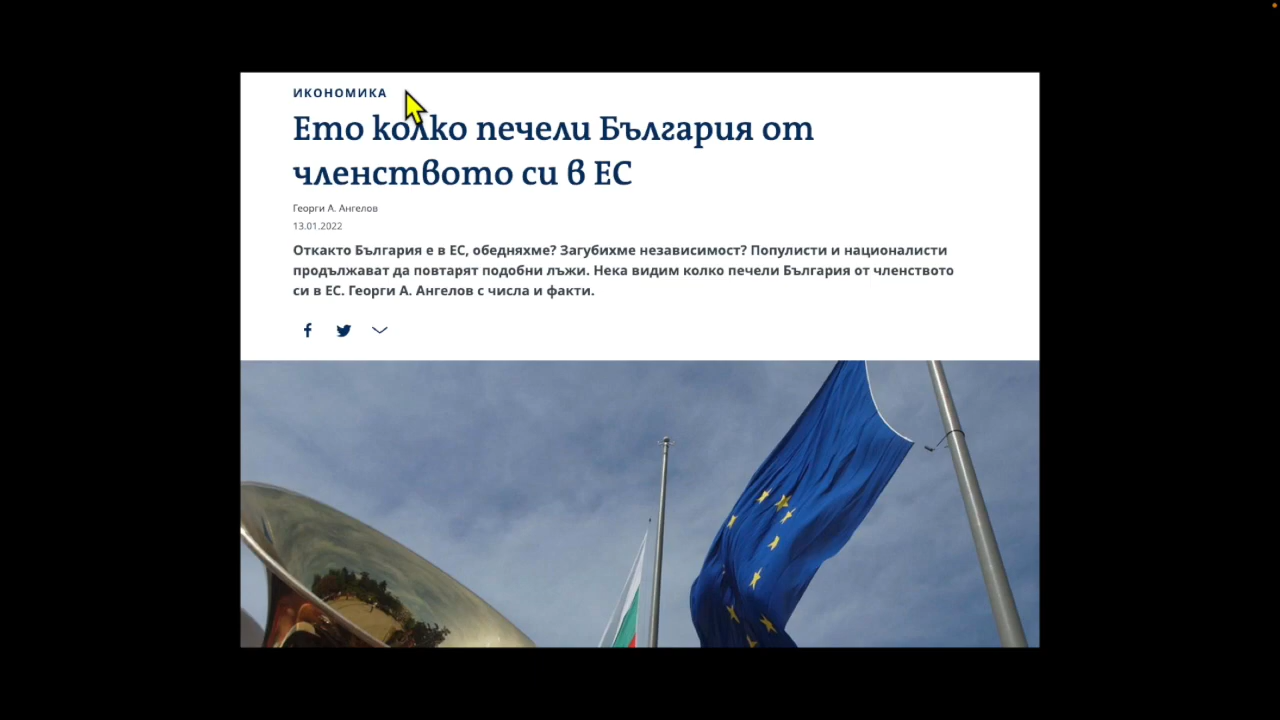 ИКОНОМИКА
Ето колко печели България от
членството си в ЕС
Георги А. Ангелов
13.01.2022
Откакто България е в ЕС, обедняхме? Загубихме независимост? Популисти и националисти
продължават да повтарят подобни лъжи. Нека видим колко печели България от членството
си в ЕС. Георги А. Ангелов с числа и факти.